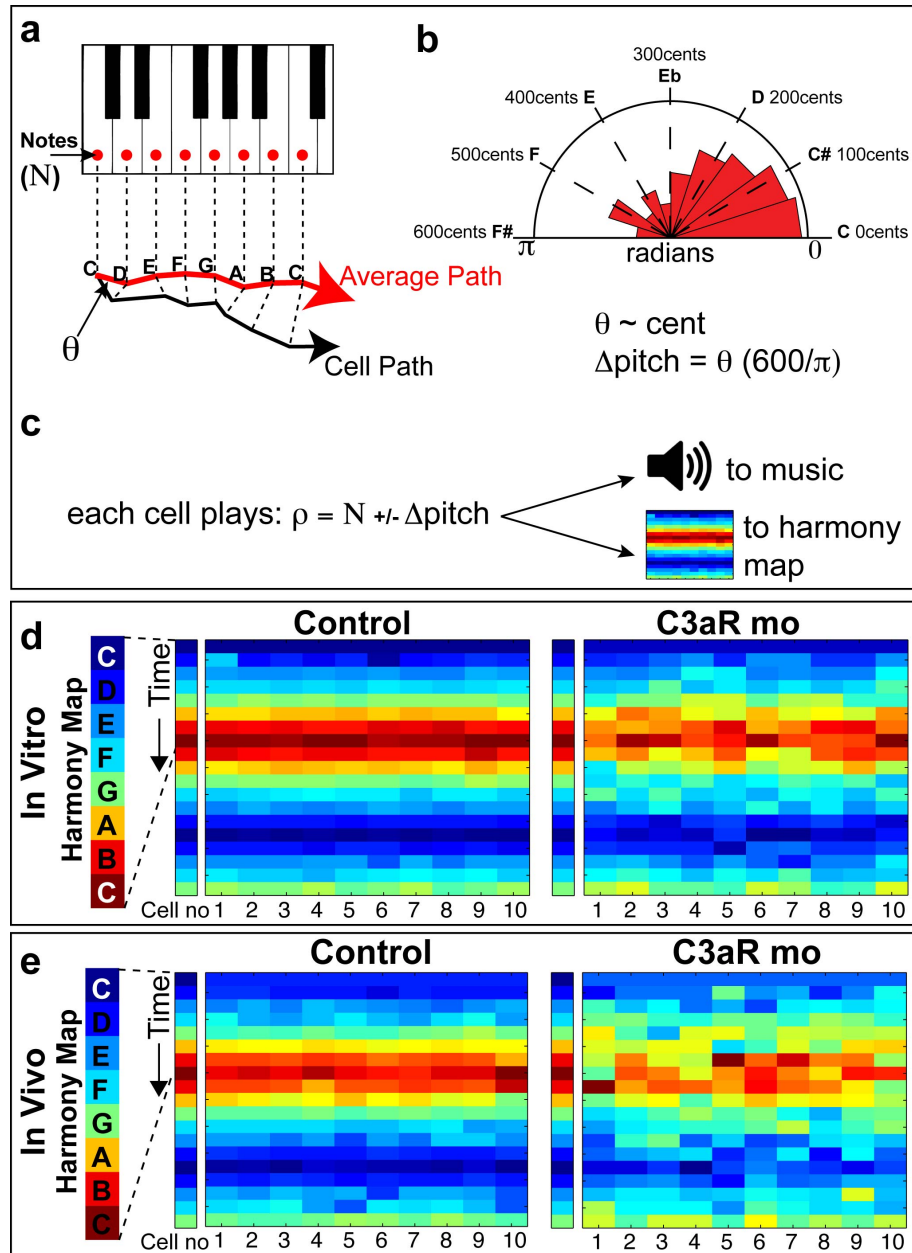 a
Notes
(N)
C D E F G A B C
Average Path
θ
Cell Path
b
300cents
Eb
400cents E
D 200cents
500cents F
C# 100cents
600cents F#
C 0cents
π
radians
0
θ ~ cent
Δpitch = θ (600/π)
c
each cell plays: ρ = N +/- Δpitch
to music
to harmony
map
d
Control
C3aR mo
In Vitro
Harmony Map
C
D
E
F
G
A
B
C
Time
Cell no 1 2 3 4 5 6 7 8 9 10
1 2 3 4 5 6 7 8 9 10
e
Control
C3aR mo
In Vivo
Harmony Map
C
D
E
F
G
A
B
C
Time
Cell no 1 2 3 4 5 6 7 8 9 10
1 2 3 4 5 6 7 8 9 10